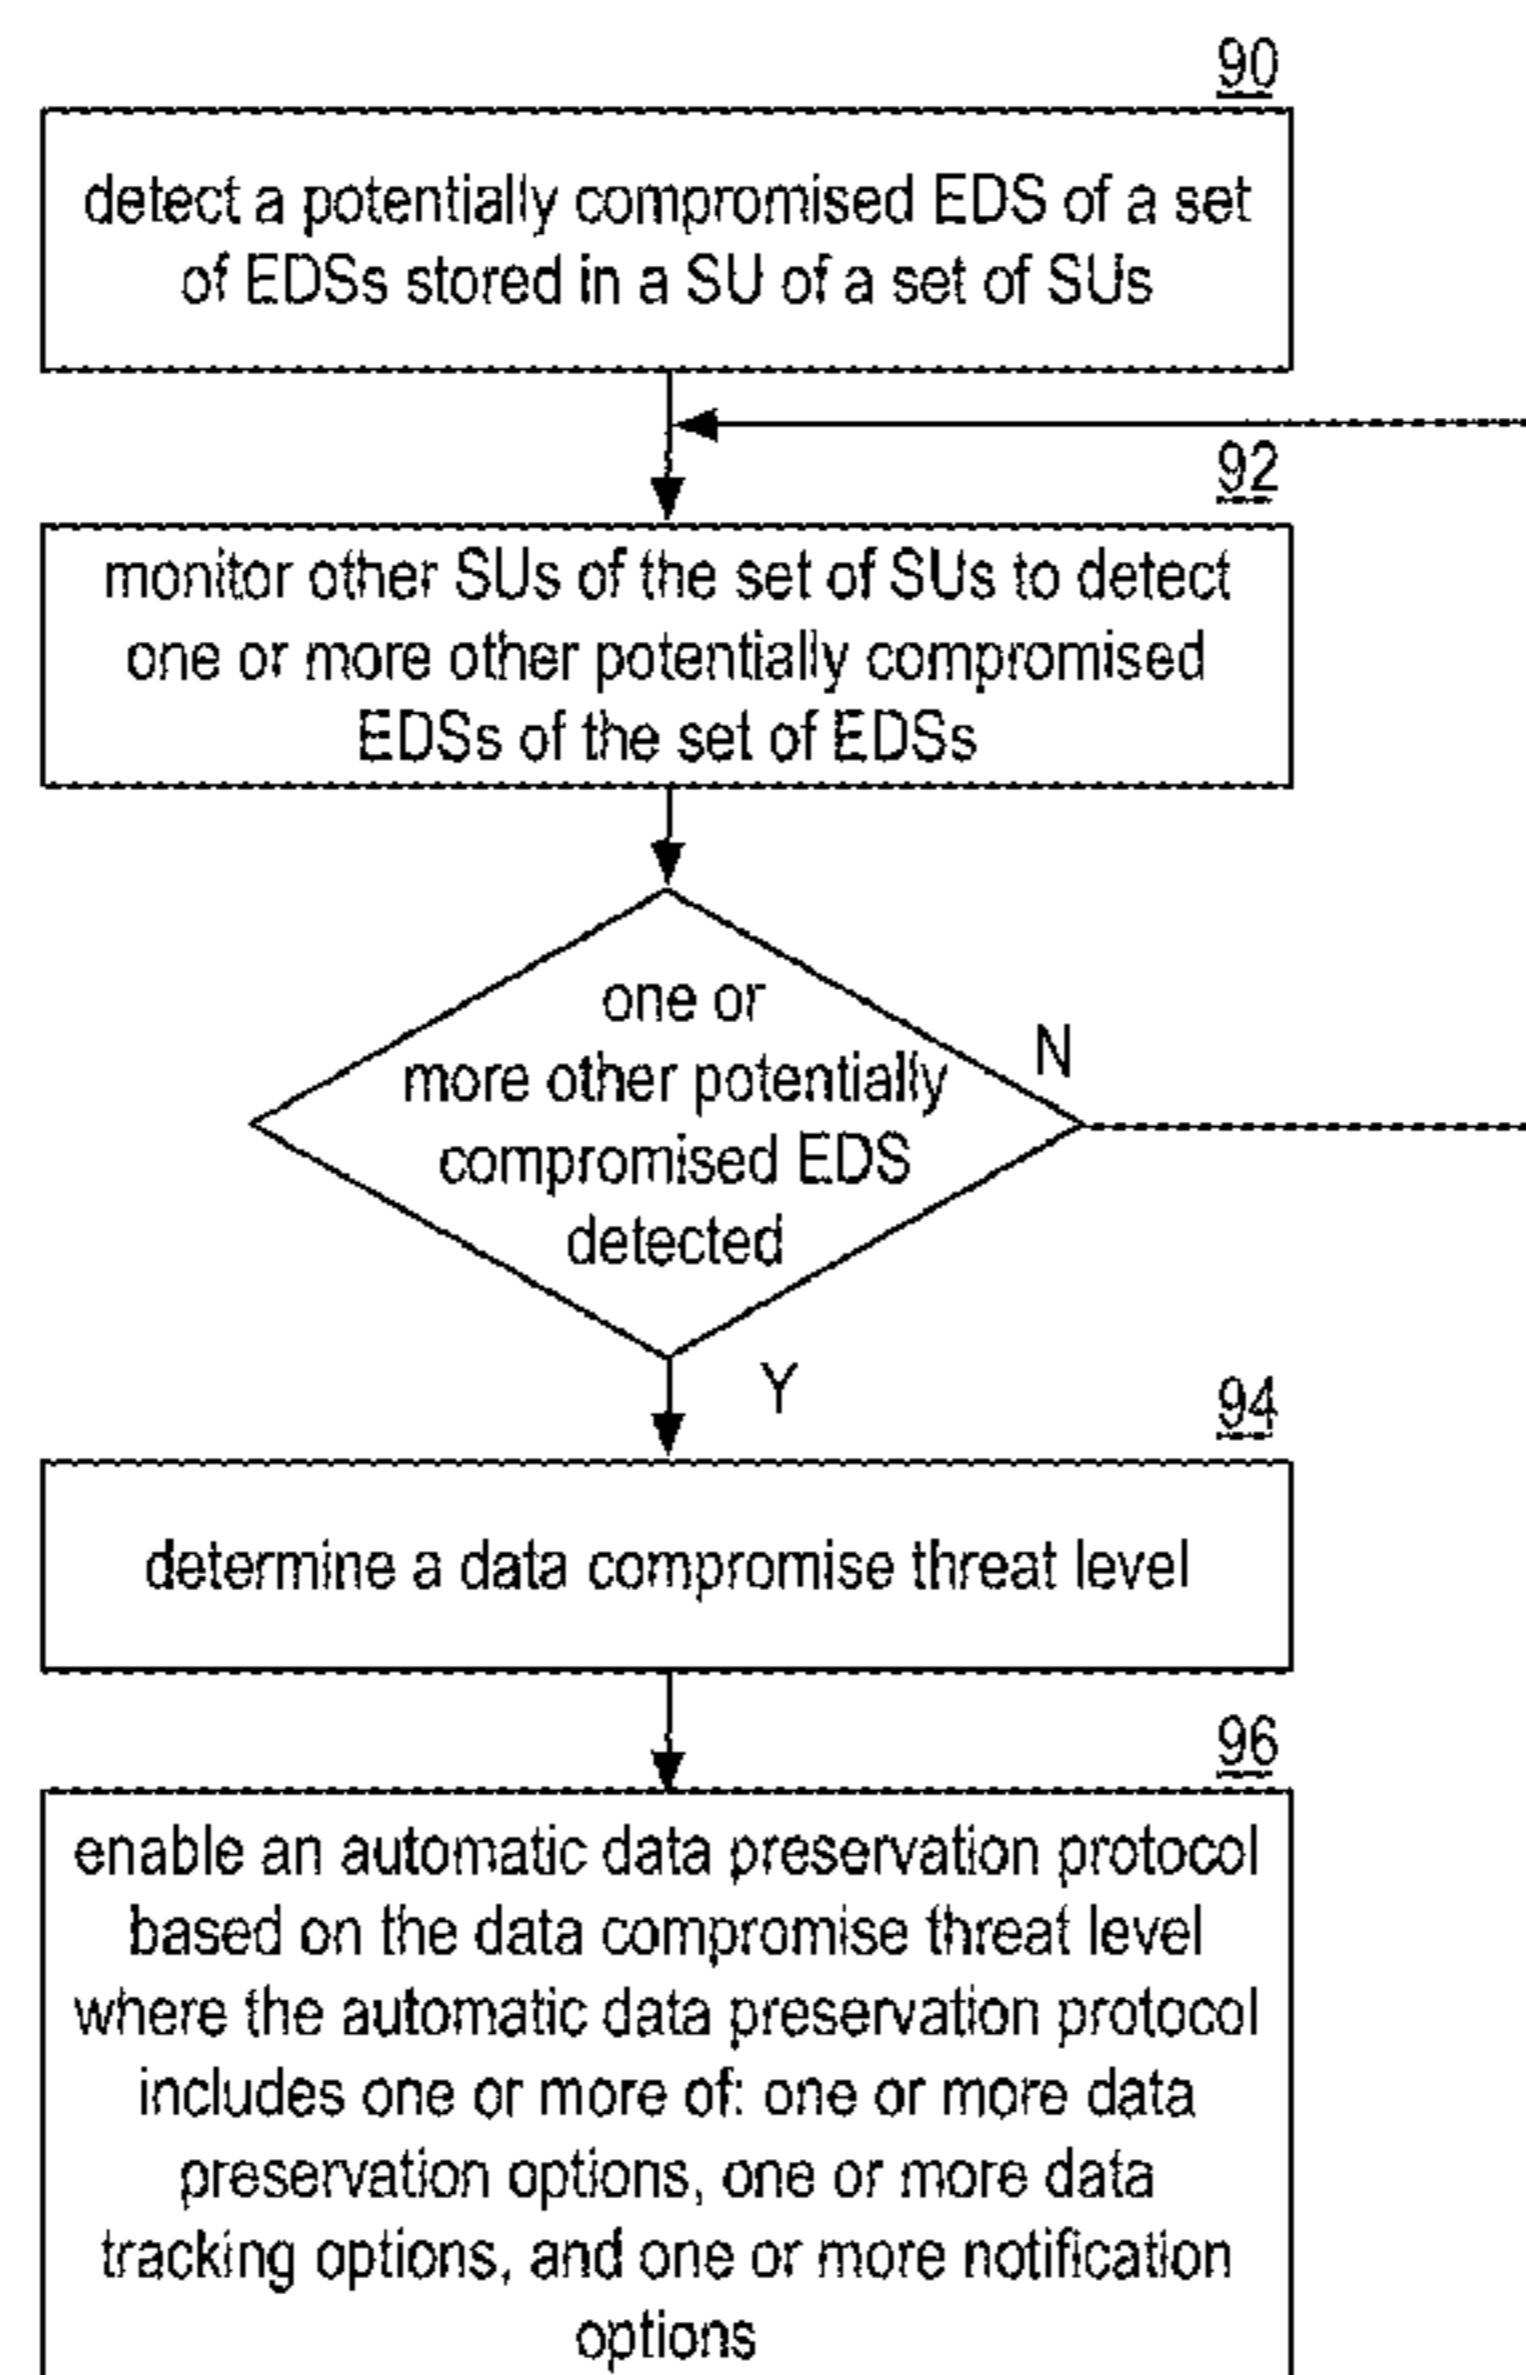 90
detect a potentially compromised EDS of a set
of EDSs stored in a SU of a set of SUs
92
monitor other SUs of the set of SUs to detect
one or more other potentially compromised
EDSs of the set of EDSs
one or
more other potentially
compromised EDS
detected
N
Y
94
determine a data compromise threat level
96
enable an automatic data preservation protocol
based on the data compromise threat level
where the automatic data preservation protocol
includes one or more of: one or more data
preservation options, one or more data
tracking options, and one or more notification
options